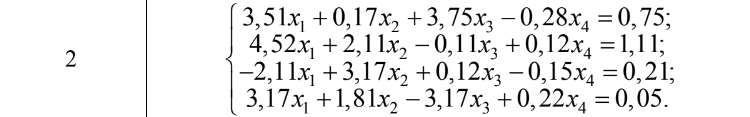 2
3,51x₁ + 0,17x₂ + 3,75x₃ − 0,28x₄ = 0,75;
4,52x₁ + 2,11x₂ − 0,11x₃ + 0,12x₄ = 1,11;
−2,11x₁ + 3,17x₂ + 0,12x₃ − 0,15x₄ = 0,21;
3,17x₁ + 1,81x₂ − 3,17x₃ + 0,22x₄ = 0,05.